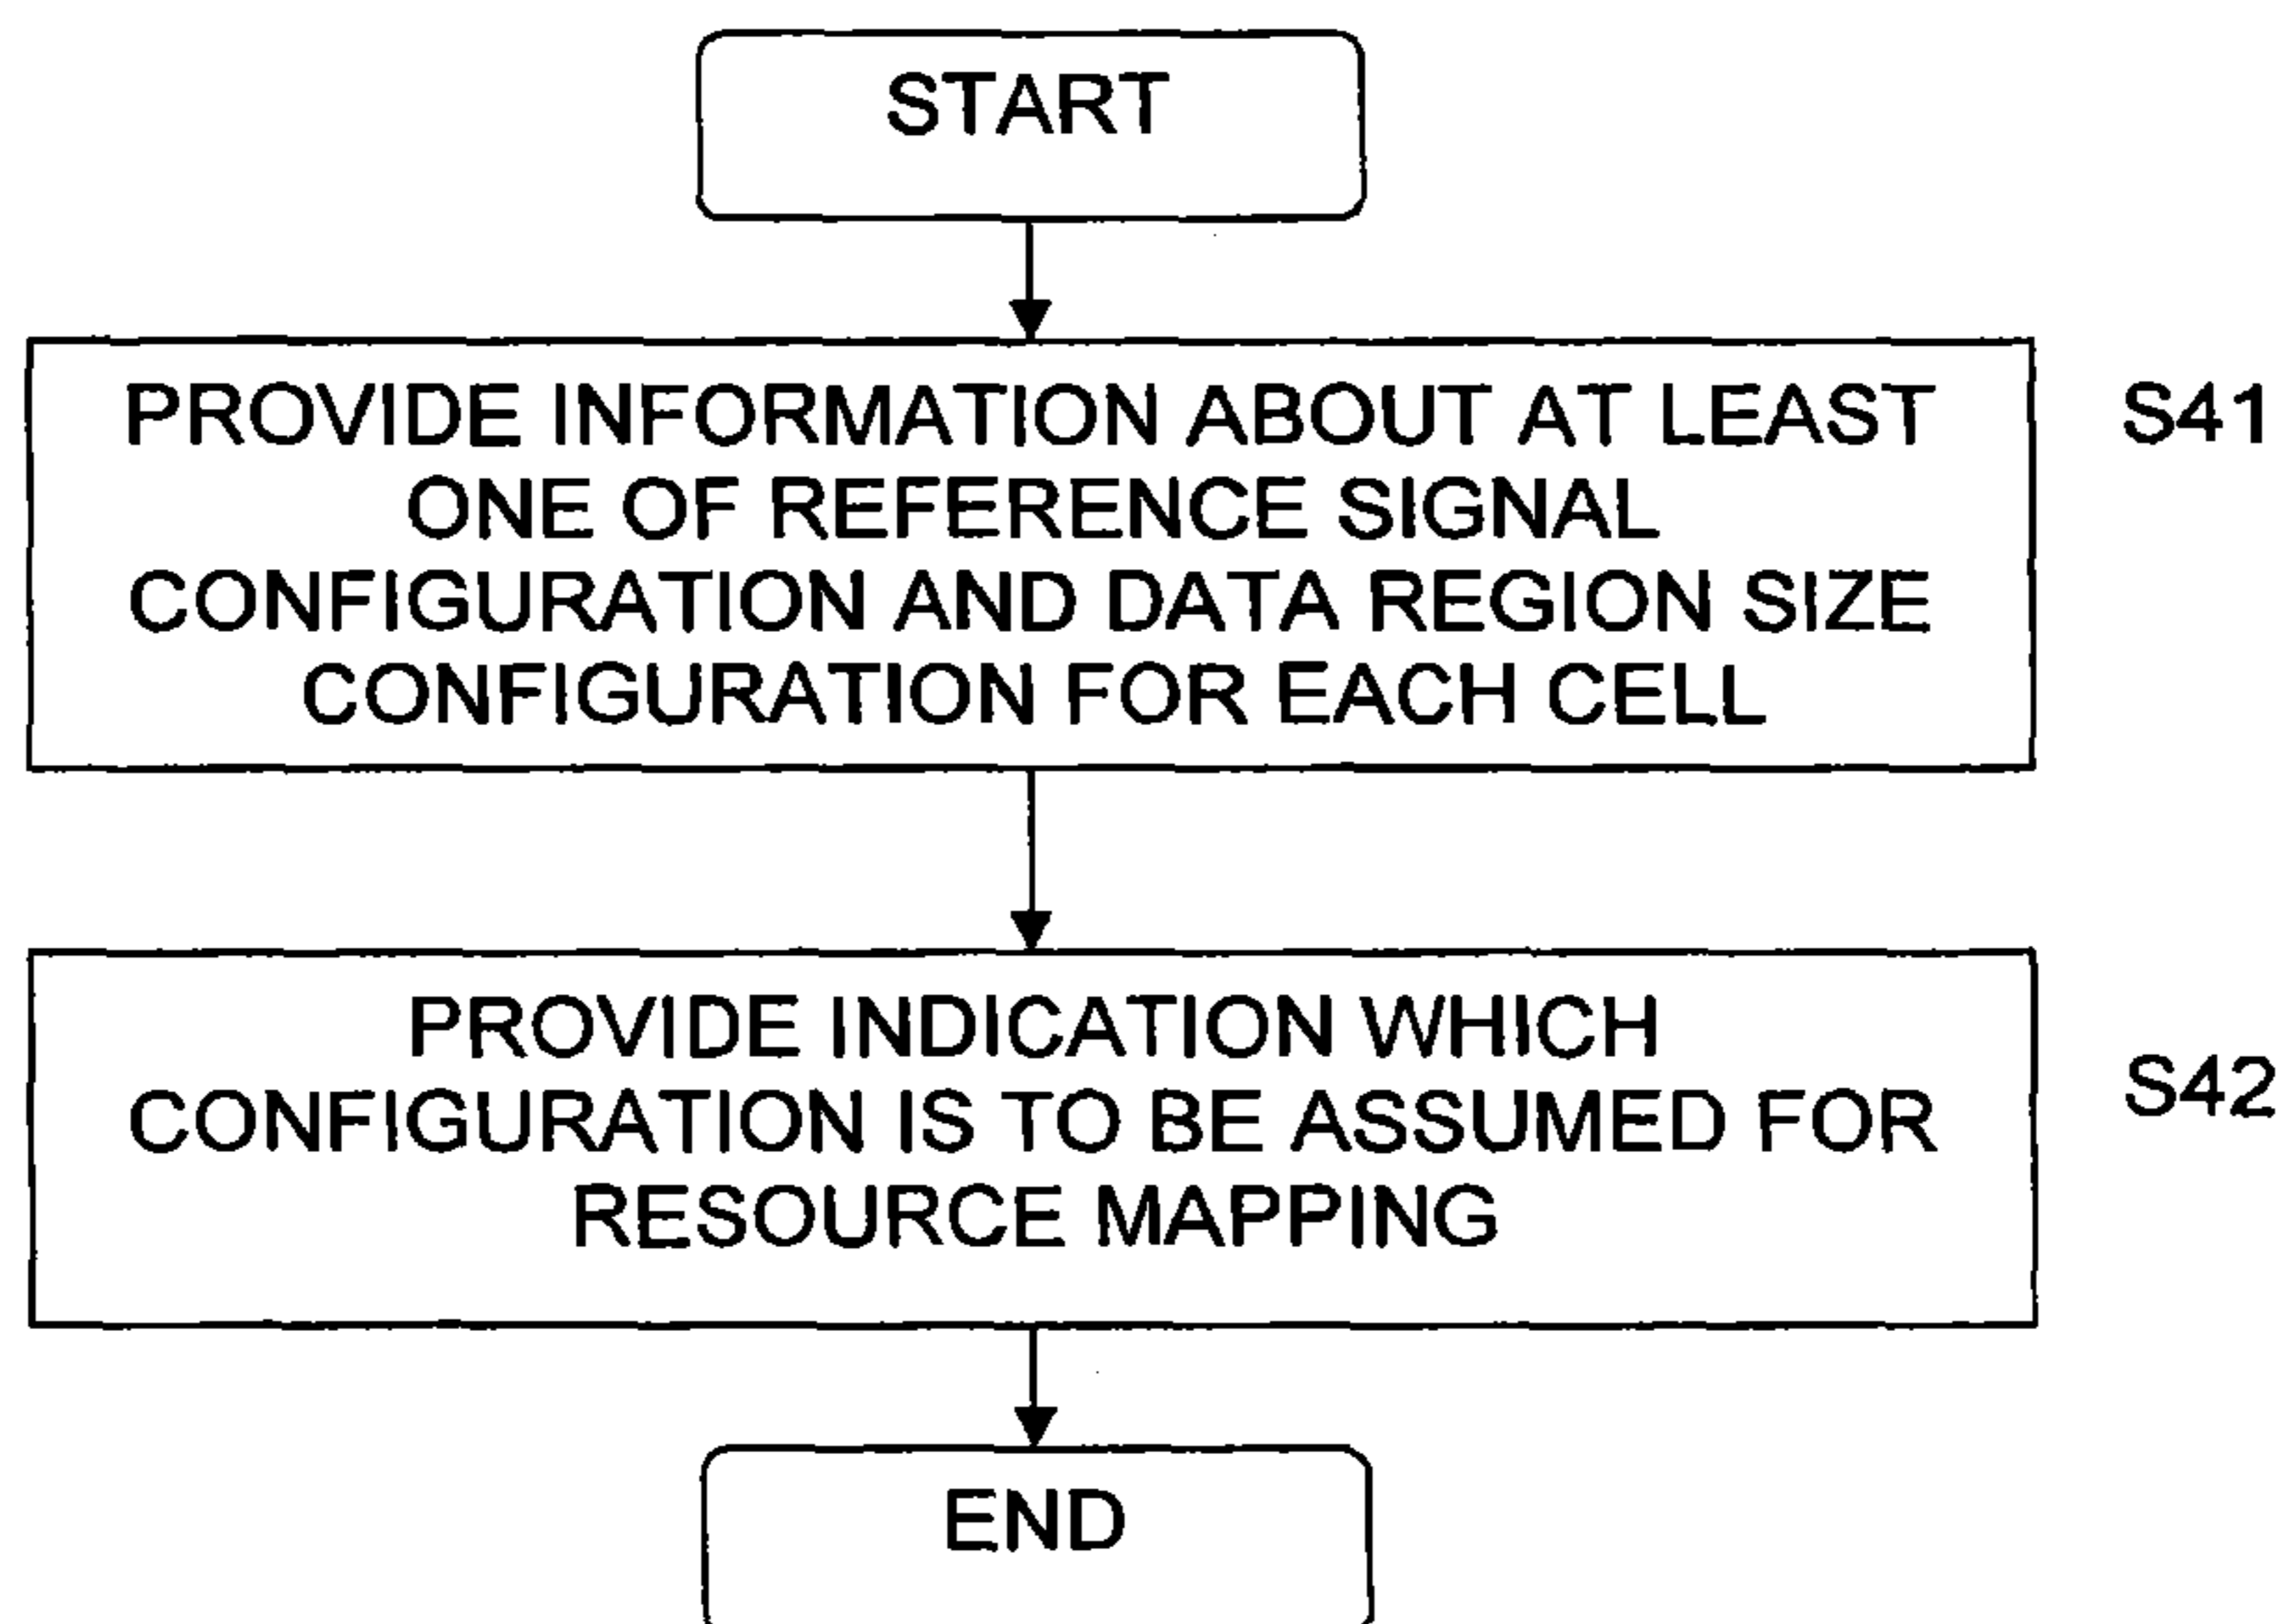 START
PROVIDE INFORMATION ABOUT AT LEAST
ONE OF REFERENCE SIGNAL
CONFIGURATION AND DATA REGION SIZE
CONFIGURATION FOR EACH CELL
S41
PROVIDE INDICATION WHICH
CONFIGURATION IS TO BE ASSUMED FOR
RESOURCE MAPPING
S42
END